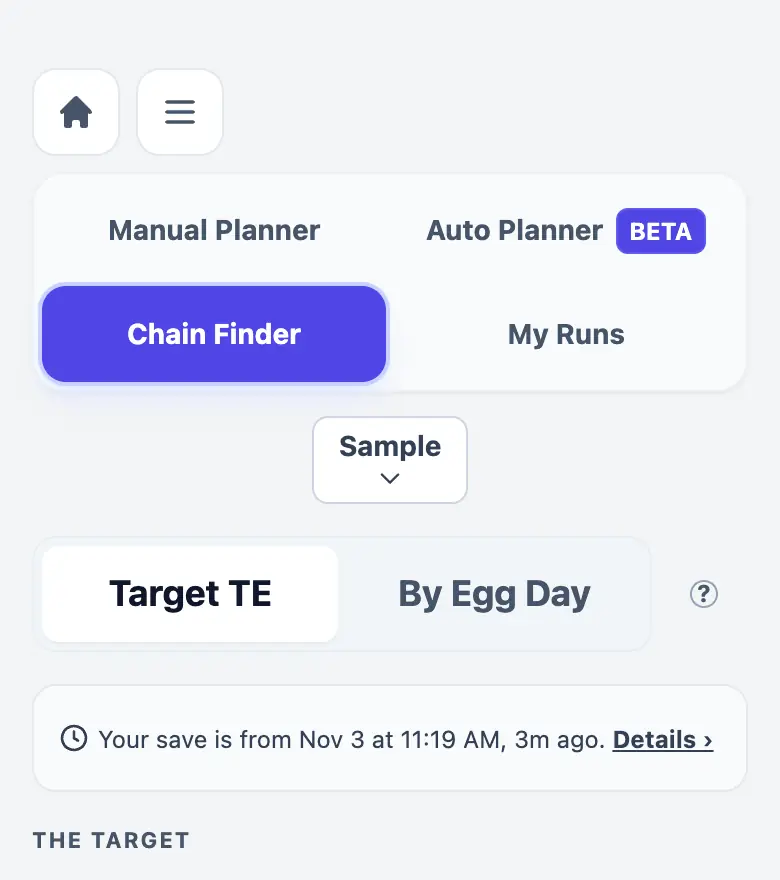 Manual Planner
Auto Planner BETA
Chain Finder
My Runs
Sample
Target TE
By Egg Day
?
Your save is from Nov 3 at 11:19 AM, 3m ago. Details ›
THE TARGET